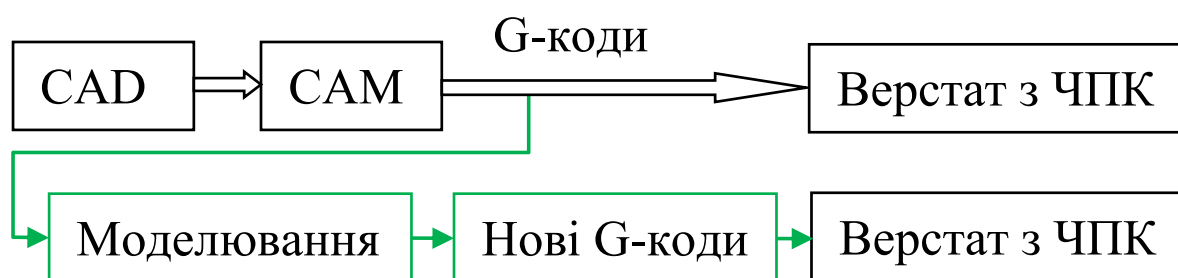 G-коди
CAD
CAM
Верстат з ЧПК
Моделювання
Нові G-коди
Верстат з ЧПК